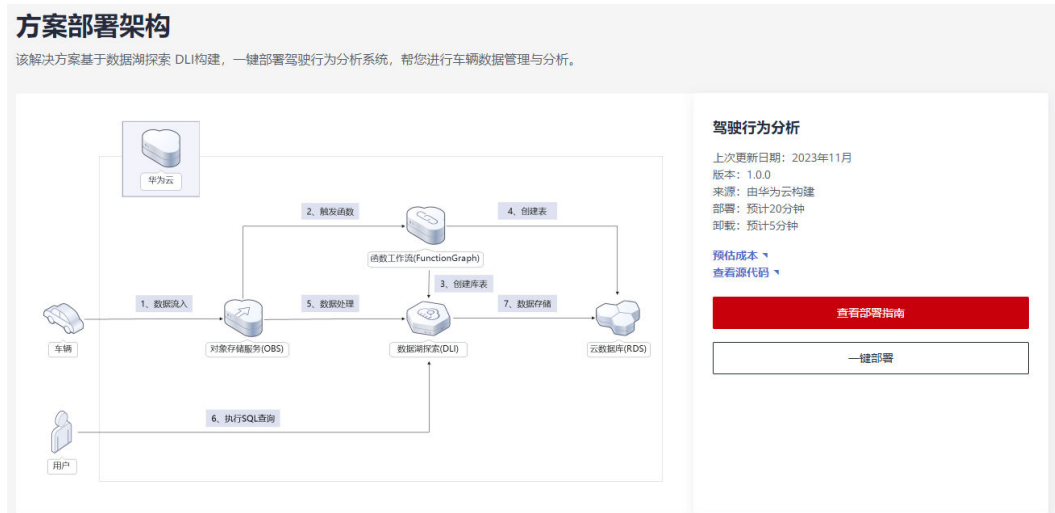 方案部署架构
该解决方案基于数据湖探索 DLI构建，一键部署驾驶行为分析系统，帮您进行车辆数据管理与分析。
华为云
2、触发函数
4、创建表
函数工作流(FunctionGraph)
3、创建库表
1、数据流入
5、数据处理
7、数据存储
车辆
对象存储服务(OBS)
数据湖探索(DLI)
云数据库(RDS)
6、执行SQL查询
用户
驾驶行为分析
上次更新日期：2023年11月
版本：1.0.0
来源：由华为云构建
部署：预计20分钟
卸载：预计5分钟
预估成本
查看源代码
查看部署指南
一键部署